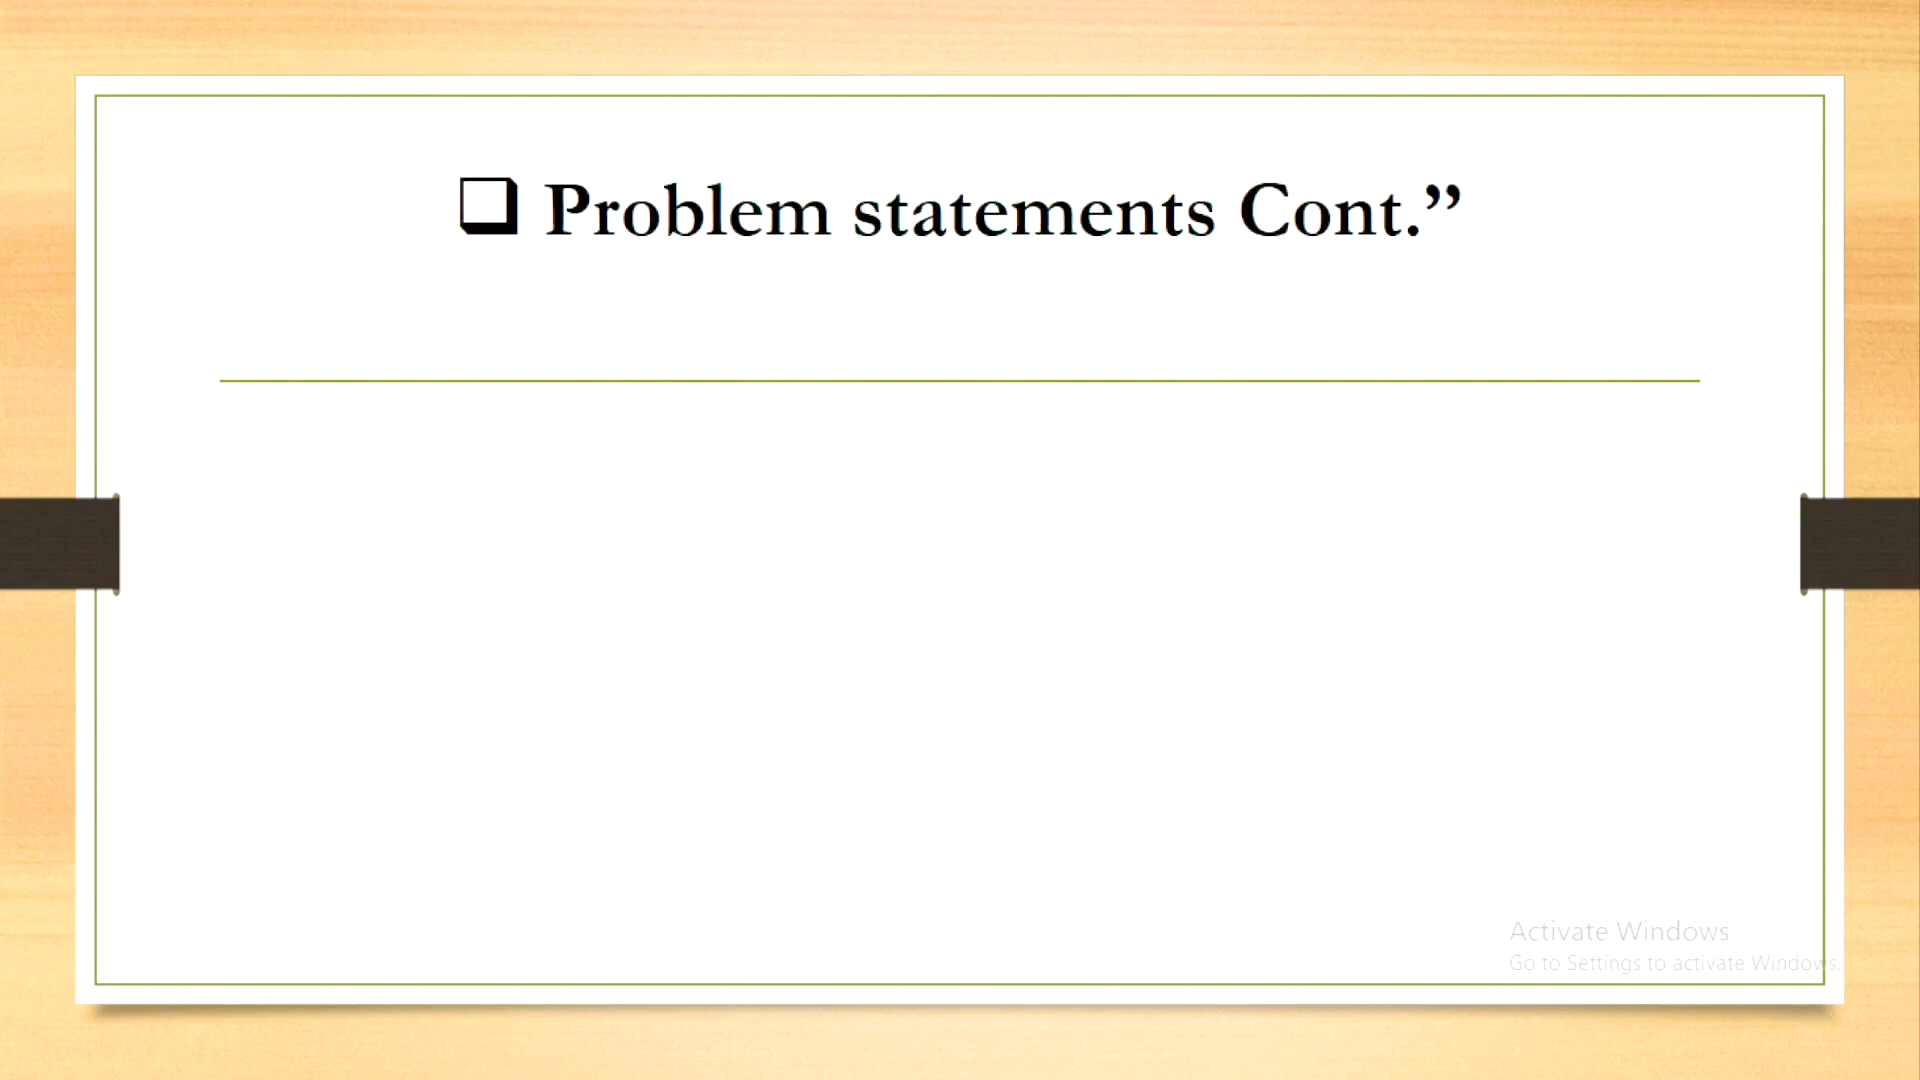 ❑ Problem statements Cont.”
Activate Windows
Go to Settings to activate Windows.